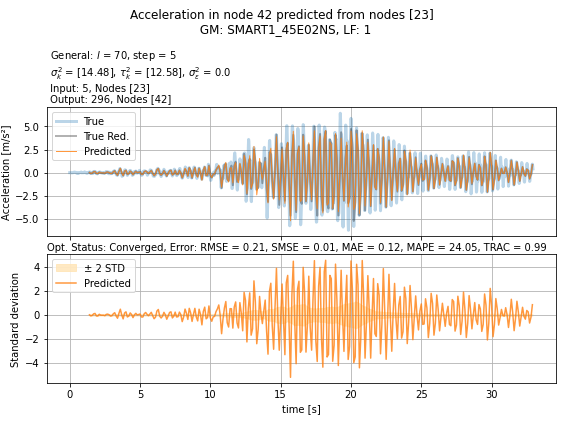 Acceleration in node 42 predicted from nodes [23]
GM: SMART1_45E02NS, LF: 1
General: l = 70, step = 5
σ²ₖ = [14.48], τ²ₖ = [12.58], σ²ε = 0.0
Input: 5, Nodes [23]
Output: 296, Nodes [42]
Acceleration [m/s²]
5.0
2.5
0.0
−2.5
−5.0
True
True Red.
Predicted
Opt. Status: Converged, Error: RMSE = 0.21, SMSE = 0.01, MAE = 0.12, MAPE = 24.05, TRAC = 0.99
Standard deviation
4
2
0
−2
−4
± 2 STD
Predicted
0 5 10 15 20 25 30
time [s]